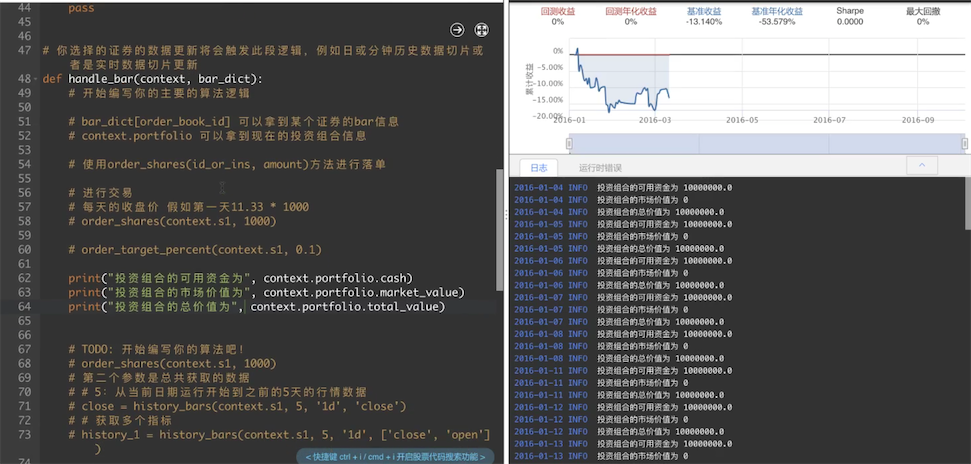 44 pass
45
46
47 # 你选择的证券的数据更新将会触发此段逻辑，例如日或分钟历史数据切片或
者是实时数据切片更新
48 def handle_bar(context, bar_dict):
49 # 开始编写你的主要的算法逻辑
50
51 # bar_dict[order_book_id] 可以拿到某个证券的bar信息
52 # context.portfolio 可以拿到现在的投资组合信息
53
54 # 使用order_shares(id_or_ins, amount)方法进行落单
55
56 # 进行交易
57 # 每天的收盘价 假如第一天11.33 * 1000
58 # order_shares(context.s1, 1000)
59
60 # order_target_percent(context.s1, 0.1)
61
62 print("投资组合的可用资金为", context.portfolio.cash)
63 print("投资组合的市场价值为", context.portfolio.market_value)
64 print("投资组合的总价值为", context.portfolio.total_value)
65
66
67 # TODO: 开始编写你的算法吧！
68 # order_shares(context.s1, 1000)
69 # 第二个参数是总共获取的数据
70 # # 5：从当前日期运行开始到之前的5天的行情数据
71 # close = history_bars(context.s1, 5, '1d', 'close')
72 # # 获取多个指标
73 # history_1 = history_bars(context.s1, 5, '1d', ['close', 'open']
)
74
< 快捷键 ctrl + i / cmd + i 开启股票代码搜索功能 >
回测收益 回测年化收益 基准收益 基准年化收益 Sharpe 最大回撤
0% 0% -13.140% -53.579% 0.0000 0%
累计收益
0%
-5.00%
-10.00%
-15.00%
-20.00%
2016-01 2016-03 2016-05 2016-07 2016-09
日志 运行时错误
2016-01-04 INFO 投资组合的可用资金为 10000000.0
2016-01-04 INFO 投资组合的市场价值为 0
2016-01-04 INFO 投资组合的总价值为 10000000.0
2016-01-05 INFO 投资组合的可用资金为 10000000.0
2016-01-05 INFO 投资组合的市场价值为 0
2016-01-05 INFO 投资组合的总价值为 10000000.0
2016-01-06 INFO 投资组合的可用资金为 10000000.0
2016-01-06 INFO 投资组合的市场价值为 0
2016-01-06 INFO 投资组合的总价值为 10000000.0
2016-01-07 INFO 投资组合的可用资金为 10000000.0
2016-01-07 INFO 投资组合的市场价值为 0
2016-01-07 INFO 投资组合的总价值为 10000000.0
2016-01-08 INFO 投资组合的可用资金为 10000000.0
2016-01-08 INFO 投资组合的市场价值为 0
2016-01-08 INFO 投资组合的总价值为 10000000.0
2016-01-11 INFO 投资组合的可用资金为 10000000.0
2016-01-11 INFO 投资组合的市场价值为 0
2016-01-11 INFO 投资组合的总价值为 10000000.0
2016-01-12 INFO 投资组合的可用资金为 10000000.0
2016-01-12 INFO 投资组合的市场价值为 0
2016-01-12 INFO 投资组合的总价值为 10000000.0
2016-01-13 INFO 投资组合的可用资金为 10000000.0
2016-01-13 INFO 投资组合的市场价值为 0